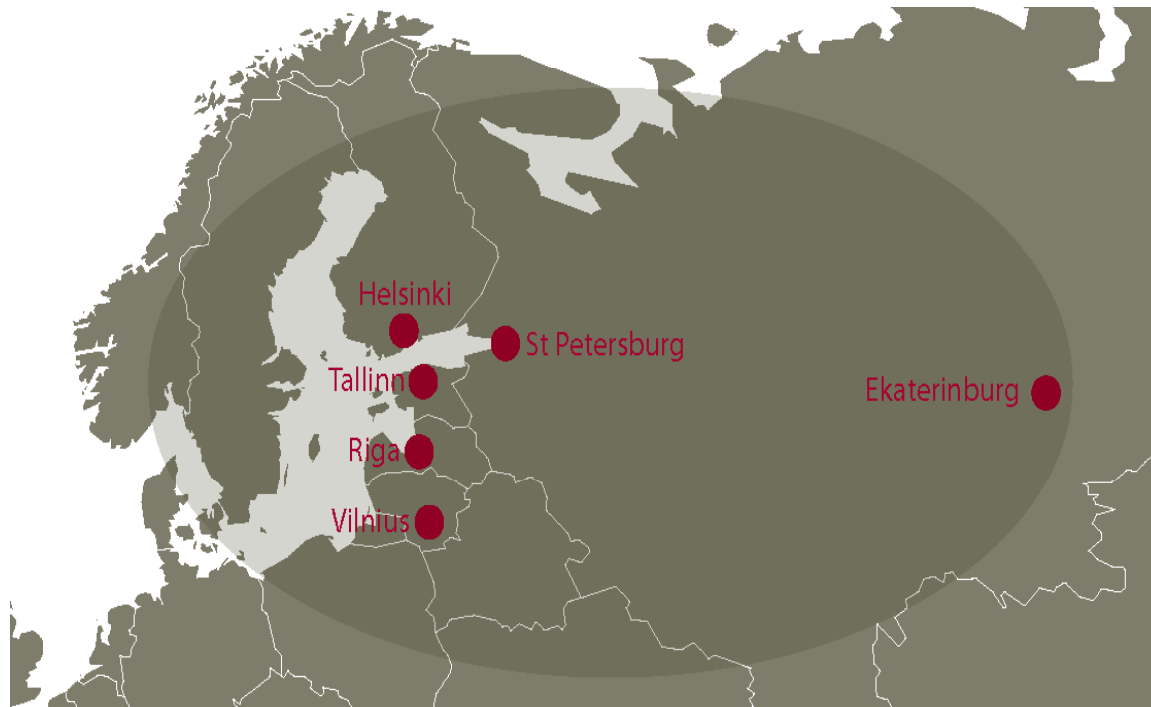 Helsinki
St Petersburg
Tallinn
Ekaterinburg
Riga
Vilnius